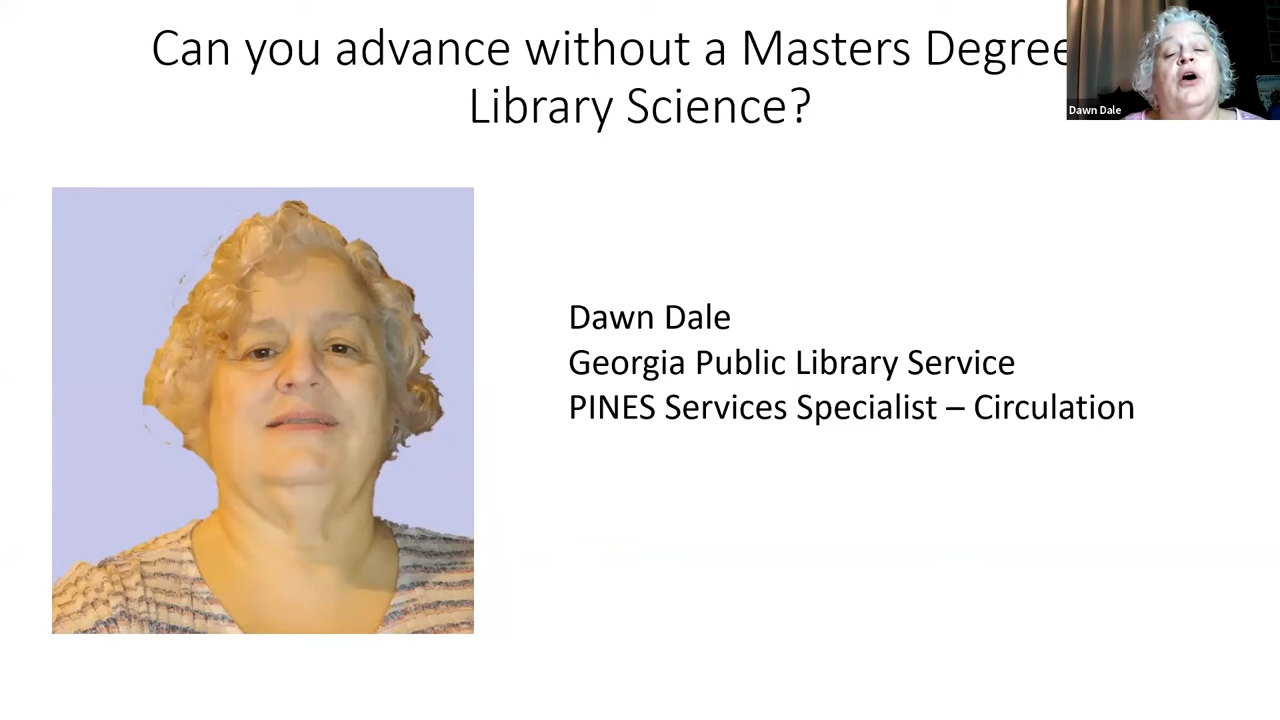 Can you advance without a Masters Degree
Library Science?
Dawn Dale
Dawn Dale
Georgia Public Library Service
PINES Services Specialist – Circulation